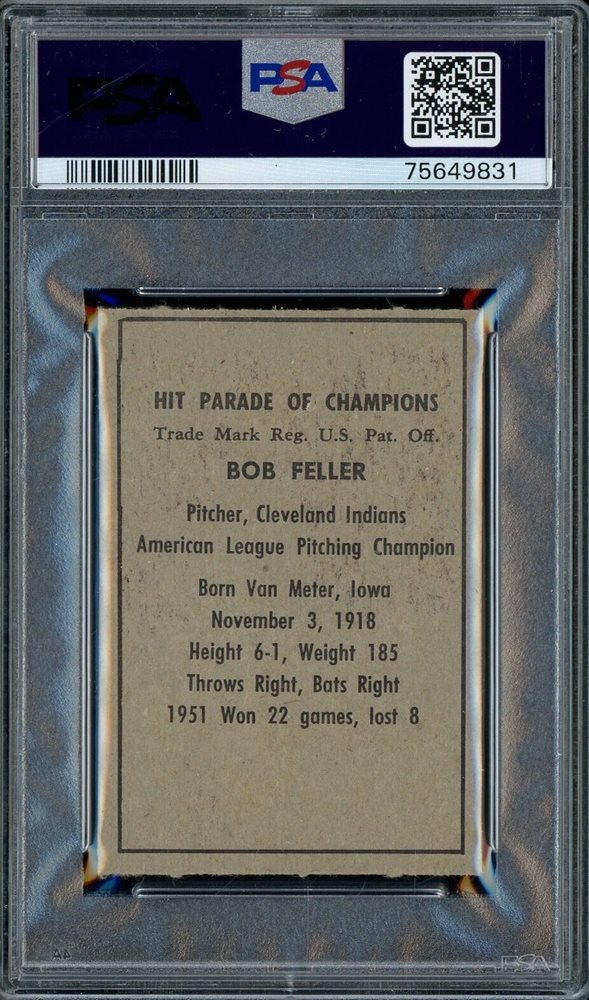 PSA
PSA
75649831
HIT PARADE OF CHAMPIONS
Trade Mark Reg. U.S. Pat. Off.
BOB FELLER
Pitcher, Cleveland Indians
American League Pitching Champion
Born Van Meter, Iowa
November 3, 1918
Height 6-1, Weight 185
Throws Right, Bats Right
1951 Won 22 games, lost 8
PSA